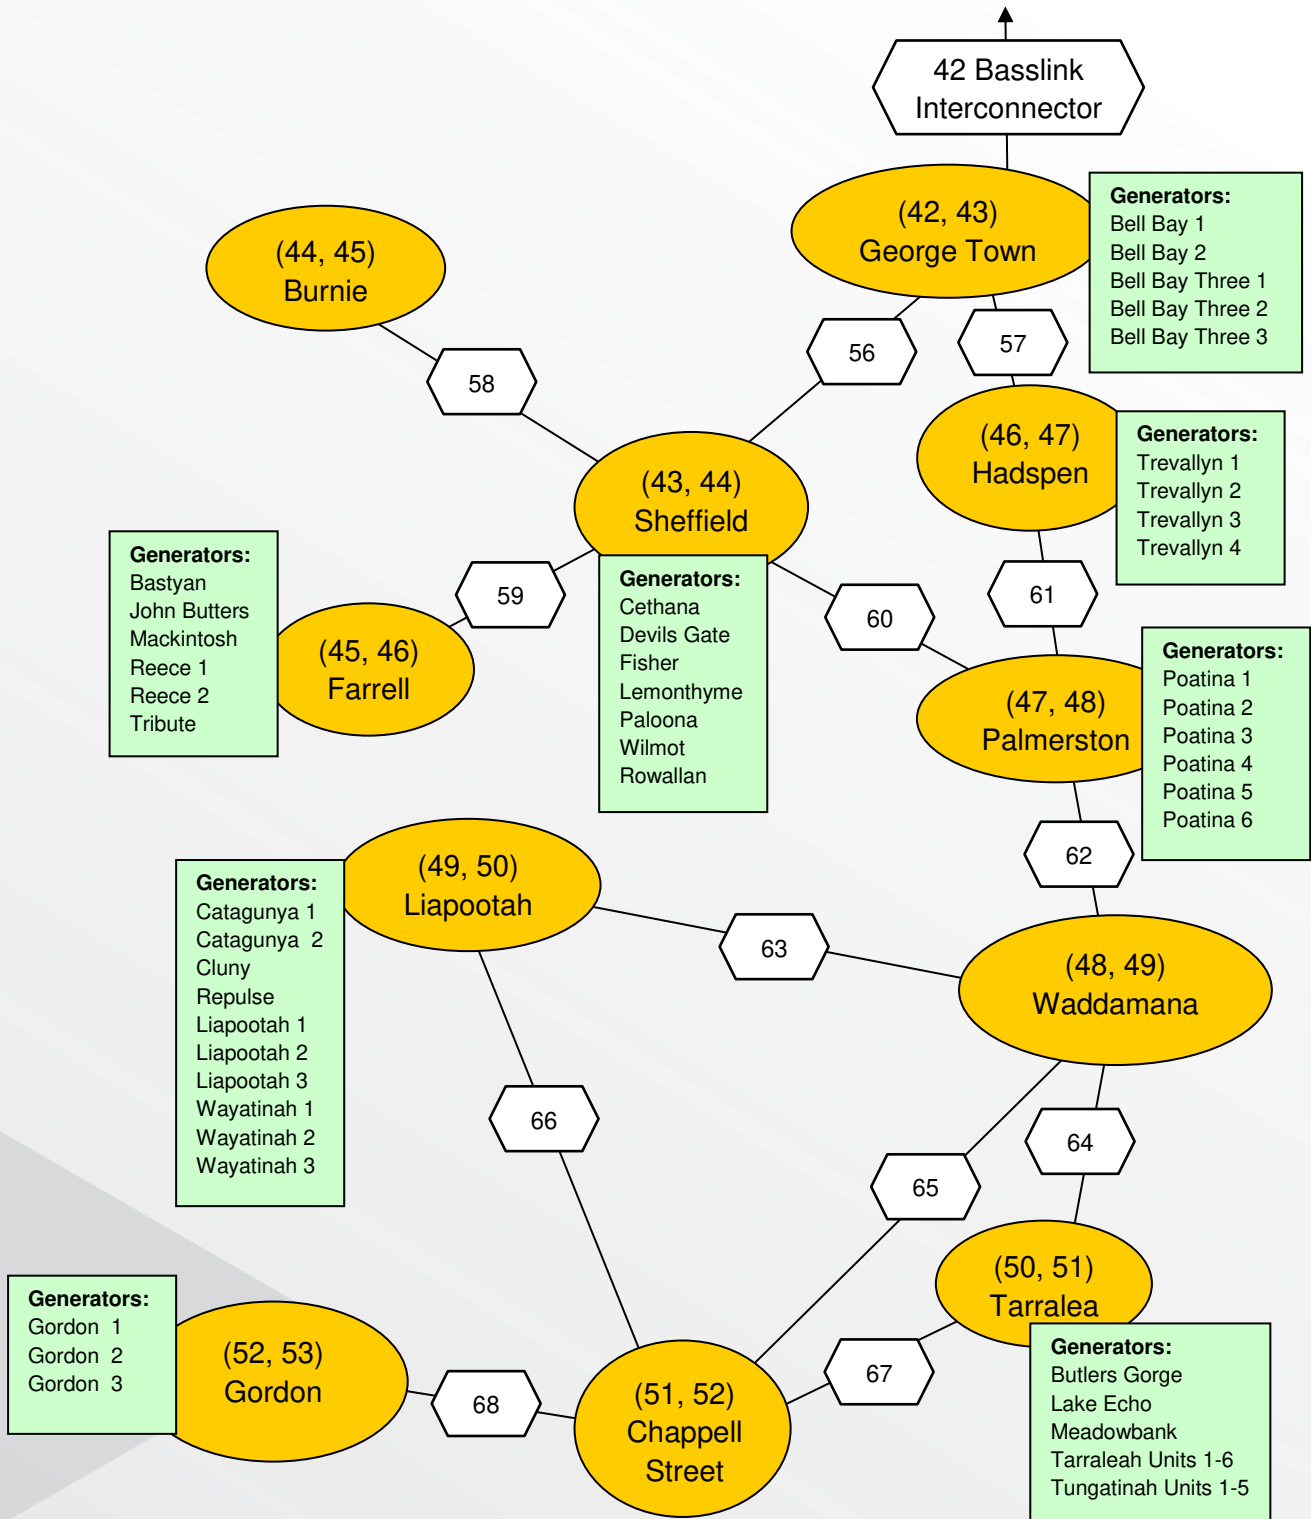 42 Basslink
Interconnector
(42, 43)
George Town
Generators:
Bell Bay 1
Bell Bay 2
Bell Bay Three 1
Bell Bay Three 2
Bell Bay Three 3
(44, 45)
Burnie
56
57
58
(46, 47)
Hadspen
Generators:
Trevallyn 1
Trevallyn 2
Trevallyn 3
Trevallyn 4
(43, 44)
Sheffield
Generators:
Cethana
Devils Gate
Fisher
Lemonthyme
Paloona
Wilmot
Rowallan
Generators:
Bastyan
John Butters
Mackintosh
Reece 1
Reece 2
Tribute
59
(45, 46)
Farrell
60
61
(47, 48)
Palmerston
Generators:
Poatina 1
Poatina 2
Poatina 3
Poatina 4
Poatina 5
Poatina 6
62
(49, 50)
Liapootah
Generators:
Catagunya 1
Catagunya 2
Cluny
Repulse
Liapootah 1
Liapootah 2
Liapootah 3
Wayatinah 1
Wayatinah 2
Wayatinah 3
63
(48, 49)
Waddamana
66
64
65
(50, 51)
Tarralea
Generators:
Butlers Gorge
Lake Echo
Meadowbank
Tarraleah Units 1-6
Tungatinah Units 1-5
Generators:
Gordon 1
Gordon 2
Gordon 3
(52, 53)
Gordon
68
(51, 52)
Chappell
Street
67